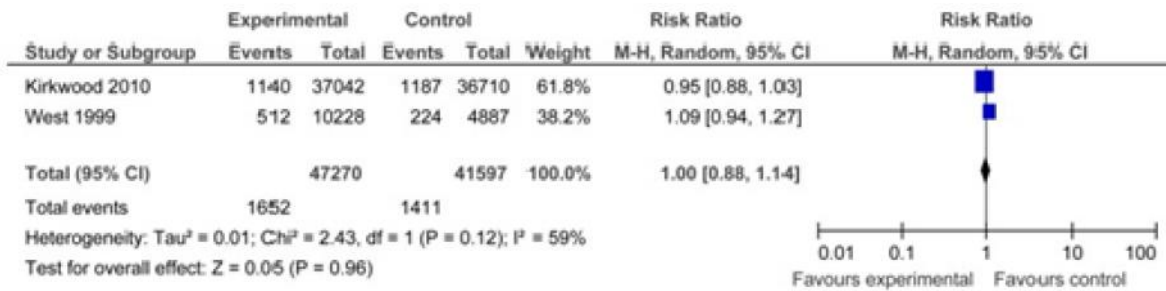 Experimental Control Risk Ratio Risk Ratio
Study or Subgroup Events Total Events Total Weight M-H, Random, 95% CI M-H, Random, 95% CI
Kirkwood 2010 1140 37042 1187 36710 61.8% 0.95 [0.88, 1.03]
West 1999 512 10228 224 4887 38.2% 1.09 [0.94, 1.27]
Total (95% CI) 47270 41597 100.0% 1.00 [0.88, 1.14]
Total events 1652 1411
Heterogeneity: Tau² = 0.01; Chi² = 2.43, df = 1 (P = 0.12); I² = 59%
Test for overall effect: Z = 0.05 (P = 0.96)
0.01 0.1 1 10 100
Favours experimental Favours control